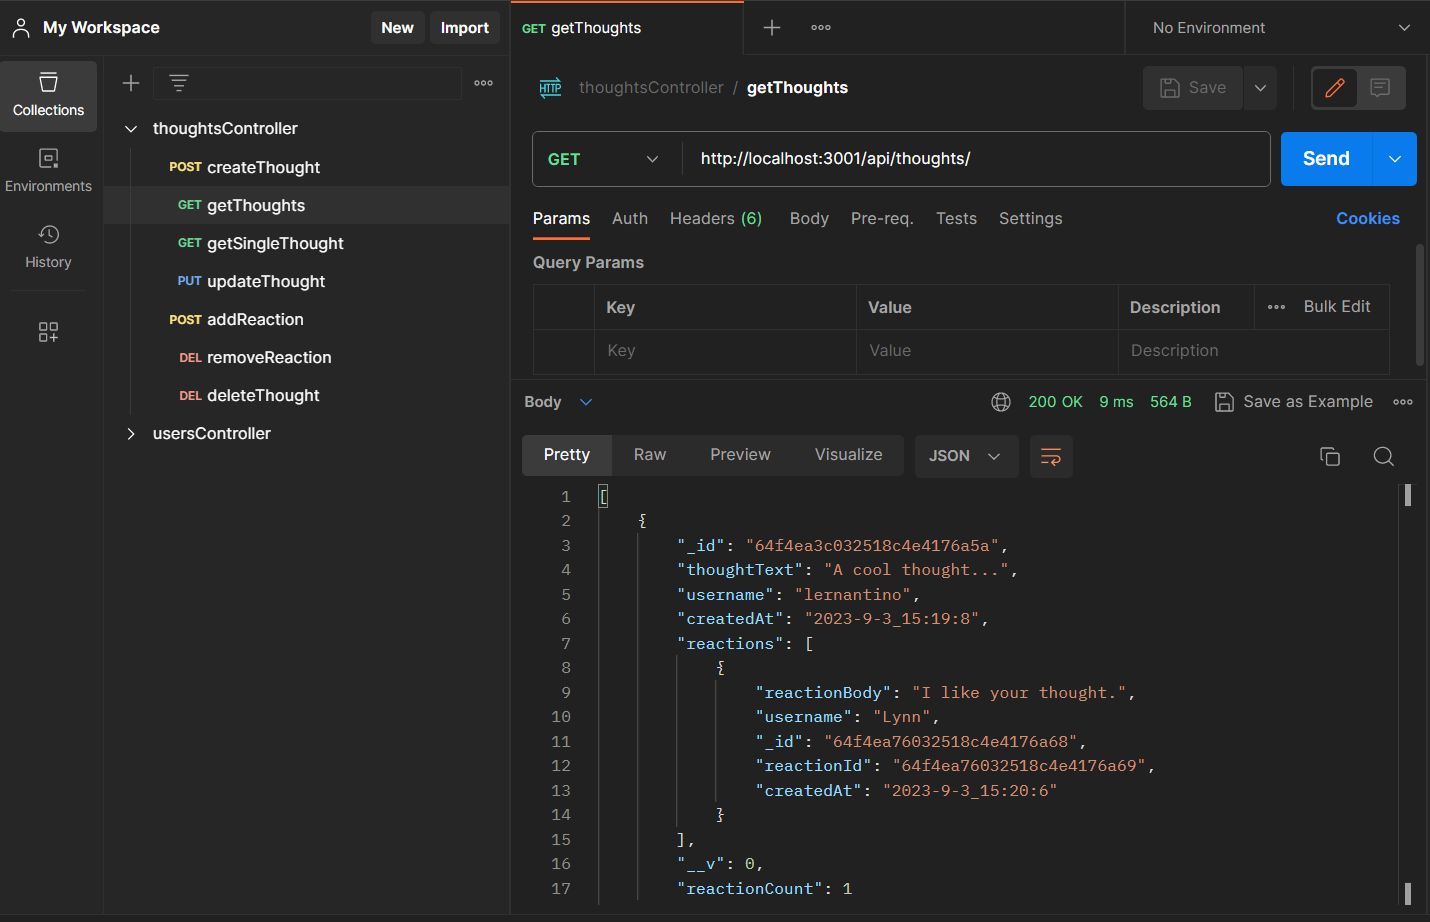 My Workspace
New
Import
GET getThoughts
No Environment
Collections
Environments
History
thoughtsController
POST createThought
GET getThoughts
GET getSingleThought
PUT updateThought
POST addReaction
DEL removeReaction
DEL deleteThought
usersController
HTTP thoughtsController / getThoughts
Save
GET
http://localhost:3001/api/thoughts/
Send
Params Auth Headers (6) Body Pre-req. Tests Settings Cookies
Query Params
Key Value Description Bulk Edit
Key Value Description
Body 200 OK 9 ms 564 B Save as Example
Pretty Raw Preview Visualize JSON
1 [
2 {
3 "_id": "64f4ea3c032518c4e4176a5a",
4 "thoughtText": "A cool thought...",
5 "username": "lernantino",
6 "createdAt": "2023-9-3_15:19:8",
7 "reactions": [
8 {
9 "reactionBody": "I like your thought.",
10 "username": "Lynn",
11 "_id": "64f4ea76032518c4e4176a68",
12 "reactionId": "64f4ea76032518c4e4176a69",
13 "createdAt": "2023-9-3_15:20:6"
14 }
15 ],
16 "__v": 0,
17 "reactionCount": 1